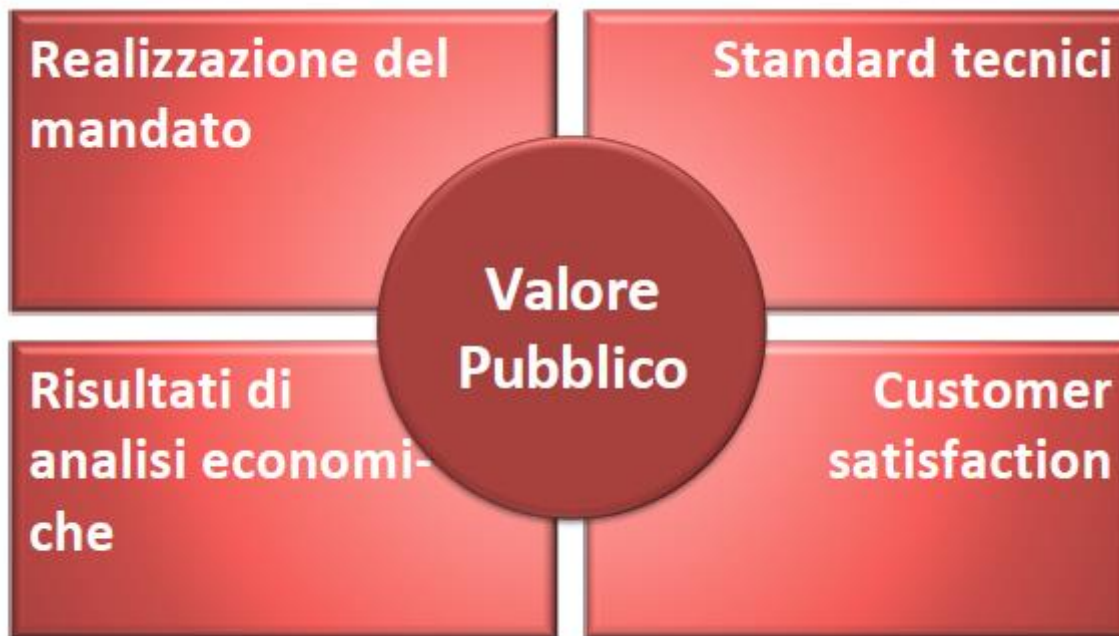 Realizzazione del
mandato
Standard tecnici
Valore
Pubblico
Risultati di
analisi economi-
che
Customer
satisfaction